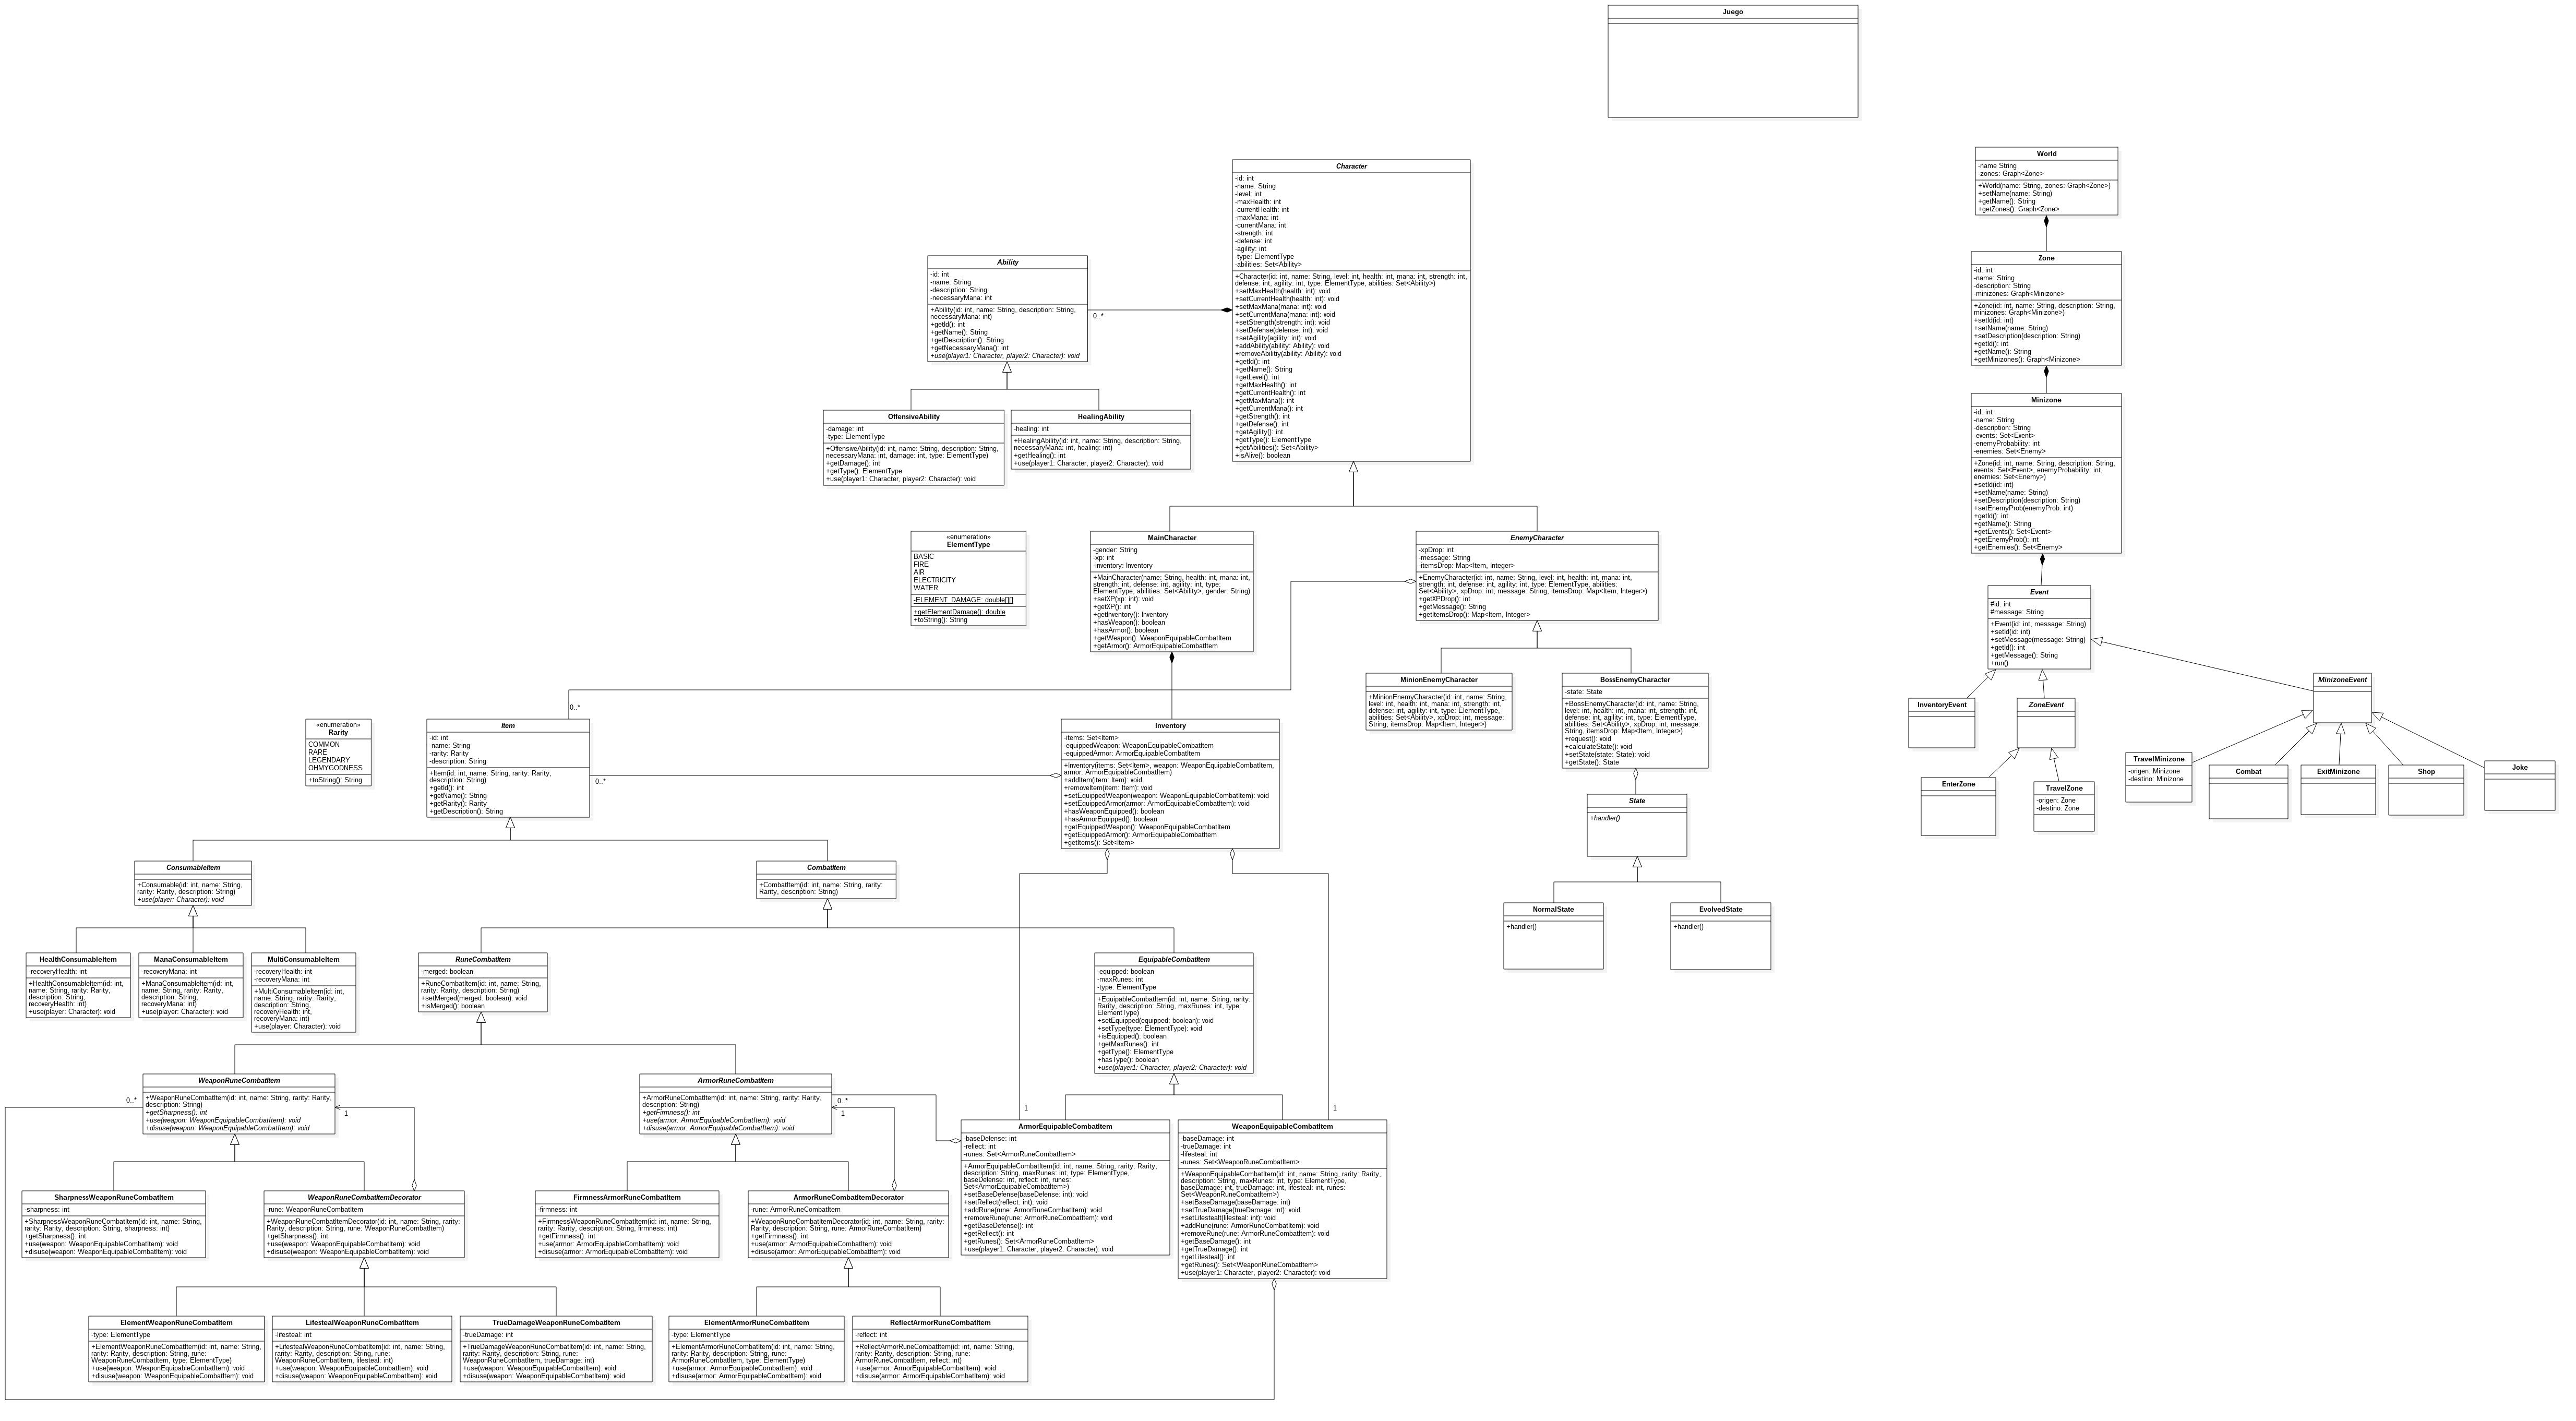 Juego
World
-name String
-zones: Graph<Zone>
+World(name: String, zones: Graph<Zone>)
+setName(name: String)
+getName(): String
+getZones(): Graph<Zone>
Character
-id: int
-name: String
-level: int
-maxHealth: int
-currentHealth: int
-maxMana: int
-currentMana: int
-strength: int
-defense: int
-agility: int
-type: ElementType
-abilities: Set<Ability>
+Character(id: int, name: String, level: int, health: int, mana: int, strength: int,
defense: int, agility: int, type: ElementType, abilities: Set<Ability>)
+setMaxHealth(health: int): void
+setCurrentHealth(health: int): void
+setMaxMana(mana: int): void
+setCurrentMana(mana: int): void
+setStrength(strength: int): void
+setDefense(defense: int): void
+setAgility(agility: int): void
+addAbility(ability: Ability): void
+removeAbilitiy(ability: Ability): void
+getId(): int
+getName(): String
+getLevel(): int
+getMaxHealth(): int
+getCurrentHealth(): int
+getMaxMana(): int
+getCurrentMana(): int
+getStrength(): int
+getDefense(): int
+getAgility(): int
+getType(): ElementType
+getAbilities(): Set<Ability>
+isAlive(): boolean
Ability
-id: int
-name: String
-description: String
-necessaryMana: int
+Ability(id: int, name: String, description: String,
necessaryMana: int)
+getId(): int
+getName(): String
+getDescription(): String
+getNecessaryMana(): int
+use(player1: Character, player2: Character): void
0..*
OffensiveAbility
-damage: int
-type: ElementType
+OffensiveAbility(id: int, name: String, description: String,
necessaryMana: int, damage: int, type: ElementType)
+getDamage(): int
+getType(): ElementType
+use(player1: Character, player2: Character): void
HealingAbility
-healing: int
+HealingAbility(id: int, name: String, description: String,
necessaryMana: int, healing: int)
+getHealing(): int
+use(player1: Character, player2: Character): void
Zone
-id: int
-name: String
-description: String
-minizones: Graph<Minizone>
+Zone(id: int, name: String, description: String,
minizones: Graph<Minizone>)
+setId(id: int)
+setName(name: String)
+setDescription(description: String)
+getId(): int
+getName(): String
+getMinizones(): Graph<Minizone>
Minizone
-id: int
-name: String
-description: String
-events: Set<Event>
-enemyProbability: int
-enemies: Set<Enemy>
+Zone(id: int, name: String, description: String,
events: Set<Event>, enemyProbability: int,
enemies: Set<Enemy>)
+setId(id: int)
+setName(name: String)
+setDescription(description: String)
+setEnemyProb(enemyProb: int)
+getId(): int
+getName(): String
+getEvents(): Set<Event>
+getEnemyProb(): int
+getEnemies(): Set<Enemy>
«enumeration»
ElementType
BASIC
FIRE
AIR
ELECTRICITY
WATER
-ELEMENT_DAMAGE: double[][]
+getElementDamage(): double
+toString(): String
MainCharacter
-gender: String
-xp: int
-inventory: Inventory
+MainCharacter(name: String, health: int, mana: int,
strength: int, defense: int, agility: int, type:
ElementType, abilities: Set<Ability>, gender: String)
+setXP(xp: int): void
+getXP(): int
+getInventory(): Inventory
+hasWeapon(): boolean
+hasArmor(): boolean
+getWeapon(): WeaponEquipableCombatItem
+getArmor(): ArmorEquipableCombatItem
EnemyCharacter
-xpDrop: int
-message: String
-itemsDrop: Map<Item, Integer>
+EnemyCharacter(id: int, name: String, level: int, health: int, mana: int,
strength: int, defense: int, agility: int, type: ElementType, abilities:
Set<Ability>, xpDrop: int, message: String, itemsDrop: Map<Item, Integer>)
+getXPDrop(): int
+getMessage(): String
+getItemsDrop(): Map<Item, Integer>
Event
#id: int
#message: String
+Event(id: int, message: String)
+setId(id: int)
+setMessage(message: String)
+getId(): int
+getMessage(): String
+run()
MinionEnemyCharacter
+MinionEnemyCharacter(id: int, name: String,
level: int, health: int, mana: int, strength: int,
defense: int, agility: int, type: ElementType,
abilities: Set<Ability>, xpDrop: int, message:
String, itemsDrop: Map<Item, Integer>)
BossEnemyCharacter
-state: State
+BossEnemyCharacter(id: int, name: String,
level: int, health: int, mana: int, strength: int,
defense: int, agility: int, type: ElementType,
abilities: Set<Ability>, xpDrop: int, message:
String, itemsDrop: Map<Item, Integer>)
+request(): void
+calculateState(): void
+setState(state: State): void
+getState(): State
InventoryEvent
ZoneEvent
MinizoneEvent
EnterZone
TravelZone
-origen: Zone
-destino: Zone
TravelMinizone
-origen: Minizone
-destino: Minizone
Combat
ExitMinizone
Shop
Joke
«enumeration»
Rarity
COMMON
RARE
LEGENDARY
OHMYGODNESS
+toString(): String
0..*
Item
-id: int
-name: String
-rarity: Rarity
-description: String
+Item(id: int, name: String, rarity: Rarity,
description: String)
+getId(): int
+getName(): String
+getRarity(): Rarity
+getDescription(): String
0..*
Inventory
-items: Set<Item>
-equippedWeapon: WeaponEquipableCombatItem
-equippedArmor: ArmorEquipableCombatItem
+Inventory(items: Set<Item>, weapon: WeaponEquipableCombatItem,
armor: ArmorEquipableCombatItem)
+addItem(item: Item): void
+removeItem(item: Item): void
+setEquippedWeapon(weapon: WeaponEquipableCombatItem): void
+setEquippedArmor(armor: ArmorEquipableCombatItem): void
+hasWeaponEquipped(): boolean
+hasArmorEquipped(): boolean
+getEquippedWeapon(): WeaponEquipableCombatItem
+getEquippedArmor(): ArmorEquipableCombatItem
+getItems(): Set<Item>
State
+handler()
NormalState
+handler()
EvolvedState
+handler()
ConsumableItem
+Consumable(id: int, name: String,
rarity: Rarity, description: String)
+use(player: Character): void
CombatItem
+CombatItem(id: int, name: String, rarity:
Rarity, description: String)
HealthConsumableItem
-recoveryHealth: int
+HealthConsumableItem(id: int,
name: String, rarity: Rarity,
description: String,
recoveryHealth: int)
+use(player: Character): void
ManaConsumableItem
-recoveryMana: int
+ManaConsumableItem(id: int,
name: String, rarity: Rarity,
description: String,
recoveryMana: int)
+use(player: Character): void
MultiConsumableItem
-recoveryHealth: int
-recoveryMana: int
+MultiConsumableItem(id: int,
name: String, rarity: Rarity,
description: String,
recoveryHealth: int,
recoveryMana: int)
+use(player: Character): void
RuneCombatItem
-merged: boolean
+RuneCombatItem(id: int, name: String,
rarity: Rarity, description: String)
+setMerged(merged: boolean): void
+isMerged(): boolean
EquipableCombatItem
-equipped: boolean
-maxRunes: int
-type: ElementType
+EquipableCombatItem(id: int, name: String, rarity:
Rarity, description: String, maxRunes: int, type:
ElementType)
+setEquipped(equipped: boolean): void
+setType(type: ElementType): void
+isEquipped(): boolean
+getMaxRunes(): int
+getType(): ElementType
+hasType(): boolean
+use(player1: Character, player2: Character): void
0..*
WeaponRuneCombatItem
+WeaponRuneCombatItem(id: int, name: String, rarity: Rarity,
description: String)
+getSharpness(): int
+use(weapon: WeaponEquipableCombatItem): void
+disuse(weapon: WeaponEquipableCombatItem): void
1
ArmorRuneCombatItem
+ArmorRuneCombatItem(id: int, name: String, rarity: Rarity,
description: String)
+getFirmness(): int
+use(armor: ArmorEquipableCombatItem): void
+disuse(armor: ArmorEquipableCombatItem): void
0..*
1
1
1
ArmorEquipableCombatItem
-baseDefense: int
-reflect: int
-runes: Set<ArmorRuneCombatItem>
+ArmorEquipableCombatItem(id: int, name: String, rarity: Rarity,
description: String, maxRunes: int, type: ElementType,
baseDefense: int, reflect: int, runes:
Set<ArmorEquipableCombatItem>)
+setBaseDefense(baseDefense: int): void
+setReflect(reflect: int): void
+addRune(rune: ArmorRuneCombatItem): void
+removeRune(rune: ArmorRuneCombatItem): void
+getBaseDefense(): int
+getReflect(): int
+getRunes(): Set<ArmorRuneCombatItem>
+use(player1: Character, player2: Character): void
WeaponEquipableCombatItem
-baseDamage: int
-trueDamage: int
-lifesteal: int
-runes: Set<WeaponRuneCombatItem>
+WeaponEquipableCombatItem(id: int, name: String, rarity: Rarity,
description: String, maxRunes: int, type: ElementType,
baseDamage: int, trueDamage: int, lifesteal: int, runes:
Set<WeaponRuneCombatItem>)
+setBaseDamage(baseDamage: int)
+setTrueDamage(trueDamage: int): void
+setLifestealt(lifesteal: int): void
+addRune(rune: ArmorRuneCombatItem): void
+removeRune(rune: ArmorRuneCombatItem): void
+getBaseDamage(): int
+getTrueDamage(): int
+getLifesteal(): int
+getRunes(): Set<WeaponRuneCombatItem>
+use(player1: Character, player2: Character): void
SharpnessWeaponRuneCombatItem
-sharpness: int
+SharpnessWeaponRuneCombatItem(id: int, name: String,
rarity: Rarity, description: String, sharpness: int)
+getSharpness(): int
+use(weapon: WeaponEquipableCombatItem): void
+disuse(weapon: WeaponEquipableCombatItem): void
WeaponRuneCombatItemDecorator
-rune: WeaponRuneCombatItem
+WeaponRuneCombatItemDecorator(id: int, name: String, rarity:
Rarity, description: String, rune: WeaponRuneCombatItem)
+getSharpness(): int
+use(weapon: WeaponEquipableCombatItem): void
+disuse(weapon: WeaponEquipableCombatItem): void
FirmnessArmorRuneCombatItem
-firmness: int
+FirmnessWeaponRuneCombatItem(id: int, name: String,
rarity: Rarity, description: String, firmness: int)
+getFirmness(): int
+use(armor: ArmorEquipableCombatItem): void
+disuse(armor: ArmorEquipableCombatItem): void
ArmorRuneCombatItemDecorator
-rune: ArmorRuneCombatItem
+WeaponRuneCombatItemDecorator(id: int, name: String, rarity:
Rarity, description: String, rune: ArmorRuneCombatItem)
+getFirmness(): int
+use(armor: ArmorEquipableCombatItem): void
+disuse(armor: ArmorEquipableCombatItem): void
ElementWeaponRuneCombatItem
-type: ElementType
+ElementWeaponRuneCombatItem(id: int, name: String,
rarity: Rarity, description: String, rune:
WeaponRuneCombatItem, type: ElementType)
+use(weapon: WeaponEquipableCombatItem): void
+disuse(weapon: WeaponEquipableCombatItem): void
LifestealWeaponRuneCombatItem
-lifesteal: int
+LifestealWeaponRuneCombatItem(id: int, name: String,
rarity: Rarity, description: String, rune:
WeaponRuneCombatItem, lifesteal: int)
+use(weapon: WeaponEquipableCombatItem): void
+disuse(weapon: WeaponEquipableCombatItem): void
TrueDamageWeaponRuneCombatItem
-trueDamage: int
+TrueDamageWeaponRuneCombatItem(id: int, name: String,
rarity: Rarity, description: String, rune:
WeaponRuneCombatItem, trueDamage: int)
+use(weapon: WeaponEquipableCombatItem): void
+disuse(weapon: WeaponEquipableCombatItem): void
ElementArmorRuneCombatItem
-type: ElementType
+ElementArmorRuneCombatItem(id: int, name: String,
rarity: Rarity, description: String, rune:
ArmorRuneCombatItem, type: ElementType)
+use(armor: ArmorEquipableCombatItem): void
+disuse(armor: ArmorEquipableCombatItem): void
ReflectArmorRuneCombatItem
-reflect: int
+ReflectArmorRuneCombatItem(id: int, name: String,
rarity: Rarity, description: String, rune:
ArmorRuneCombatItem, reflect: int)
+use(armor: ArmorEquipableCombatItem): void
+disuse(armor: ArmorEquipableCombatItem): void